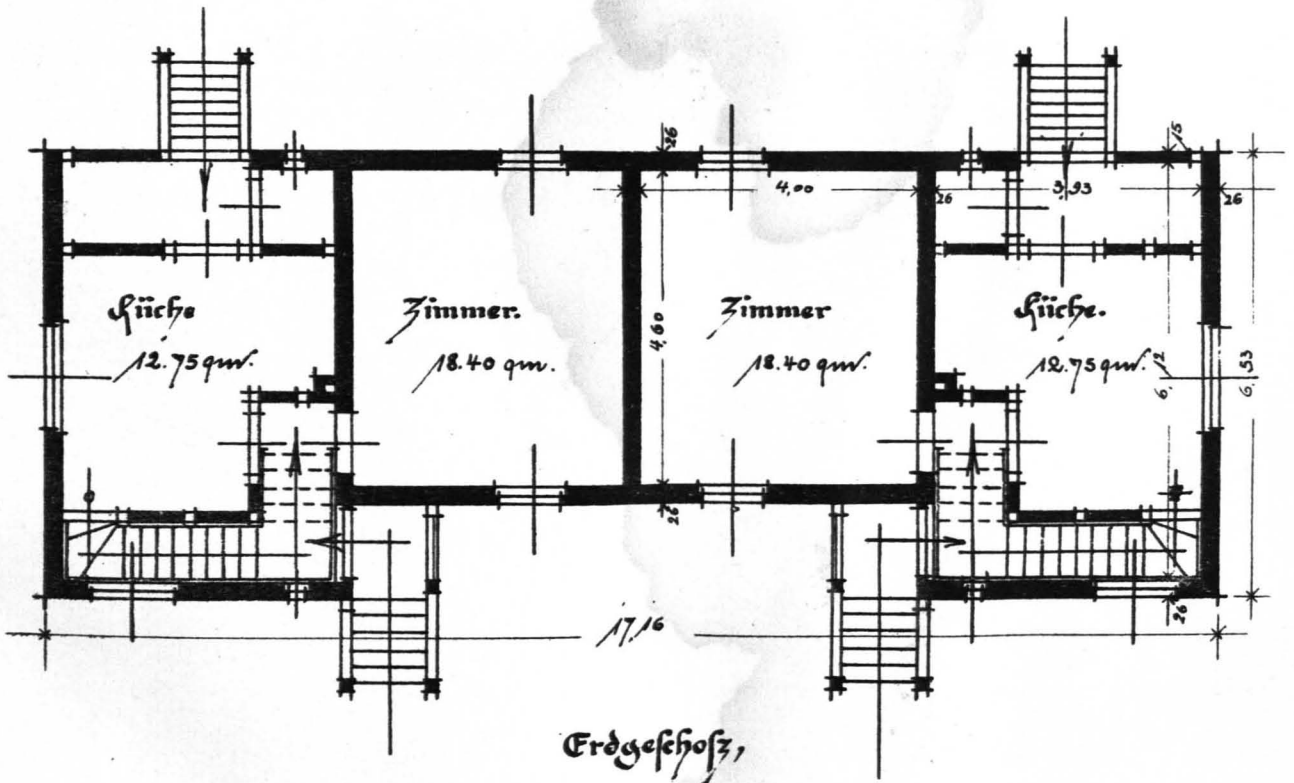 26
15
4,00
26
3,93
26
Küche
Zimmer.
Zimmer
Küche.
4,60
12.75 qm.
18.40 qm.
18.40 qm.
12.75 qm.
6,12
6,53
26
26
17,16
Erdgeschosz,